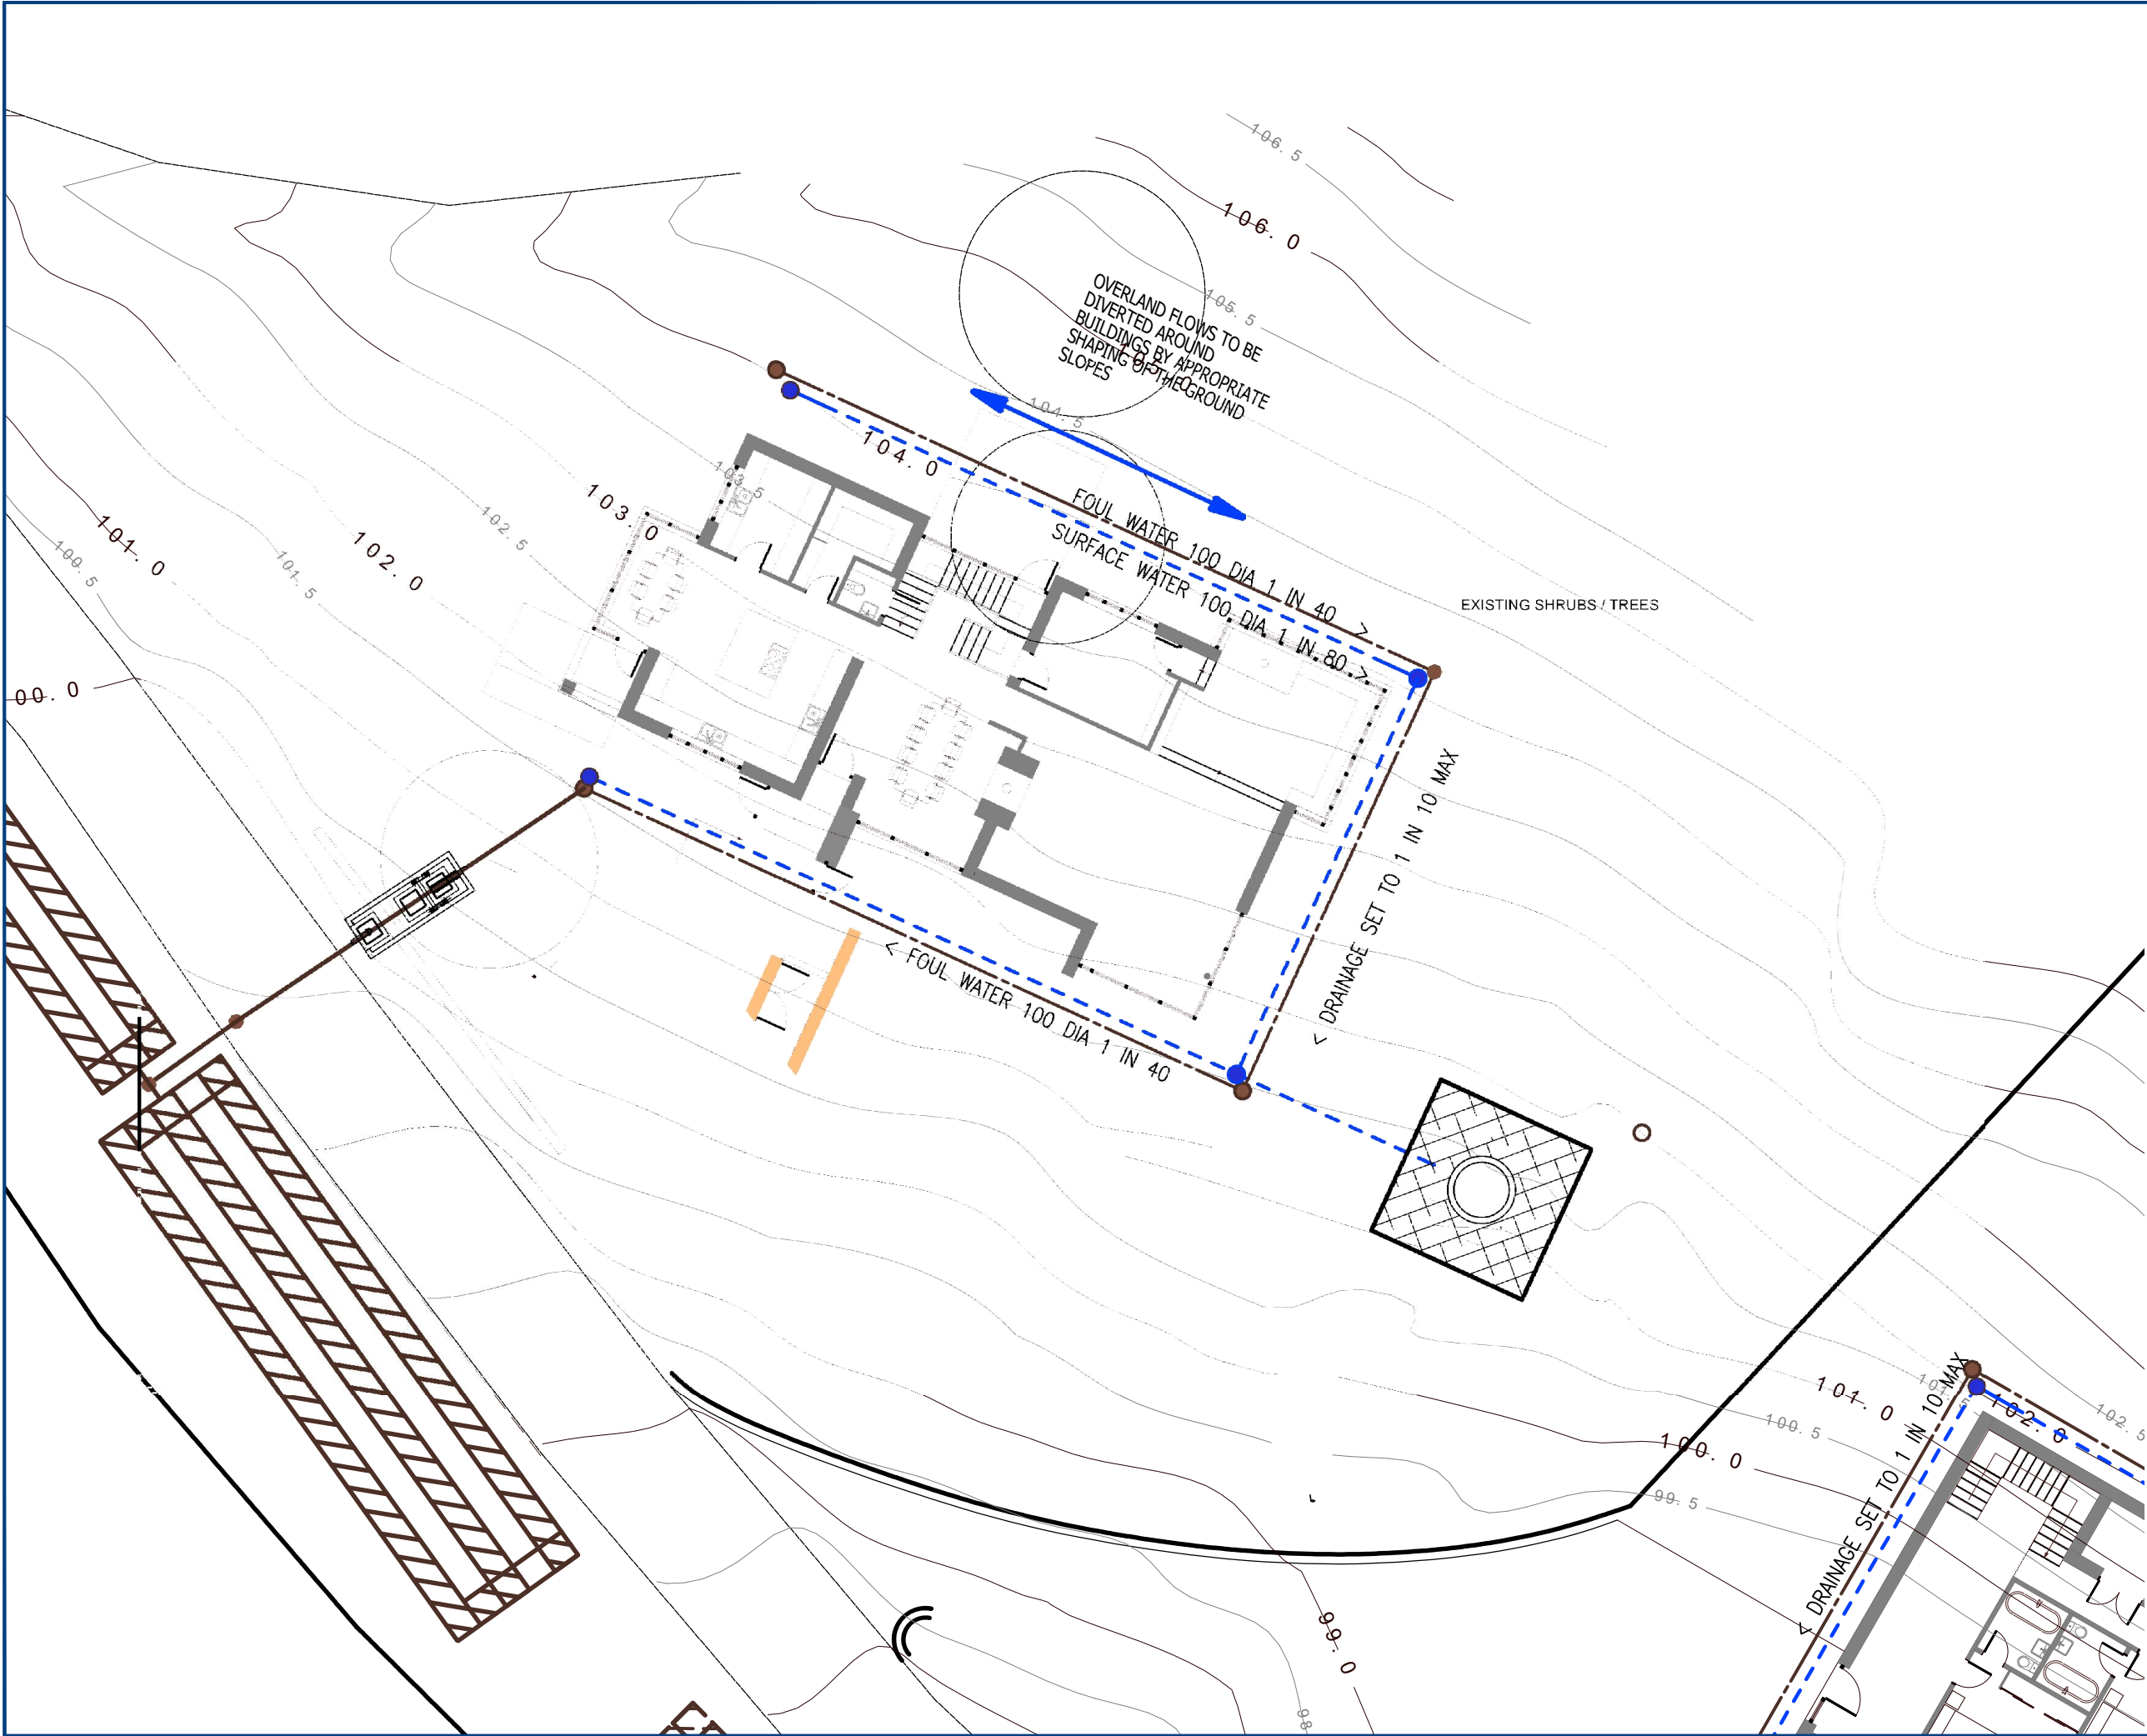 106.5
106.0
105.5
OVERLAND FLOWS TO BE
DIVERTED AROUND
BUILDINGS BY APPROPRIATE
SHAPING OF THE GROUND
SLOPES
105.0
104.5
104.0
103.5
103.0
102.5
102.0
101.5
101.0
100.5
00.0
FOUL WATER 100 DIA 1 IN 40 >
SURFACE WATER 100 DIA 1 IN 80 >
EXISTING SHRUBS / TREES
< DRAINAGE SET TO 1 IN 10 MAX
< FOUL WATER 100 DIA 1 IN 40
101.0
102.0
102.5
100.5
100.0
99.5
< DRAINAGE SET TO 1 IN 10 MAX
99.0
98